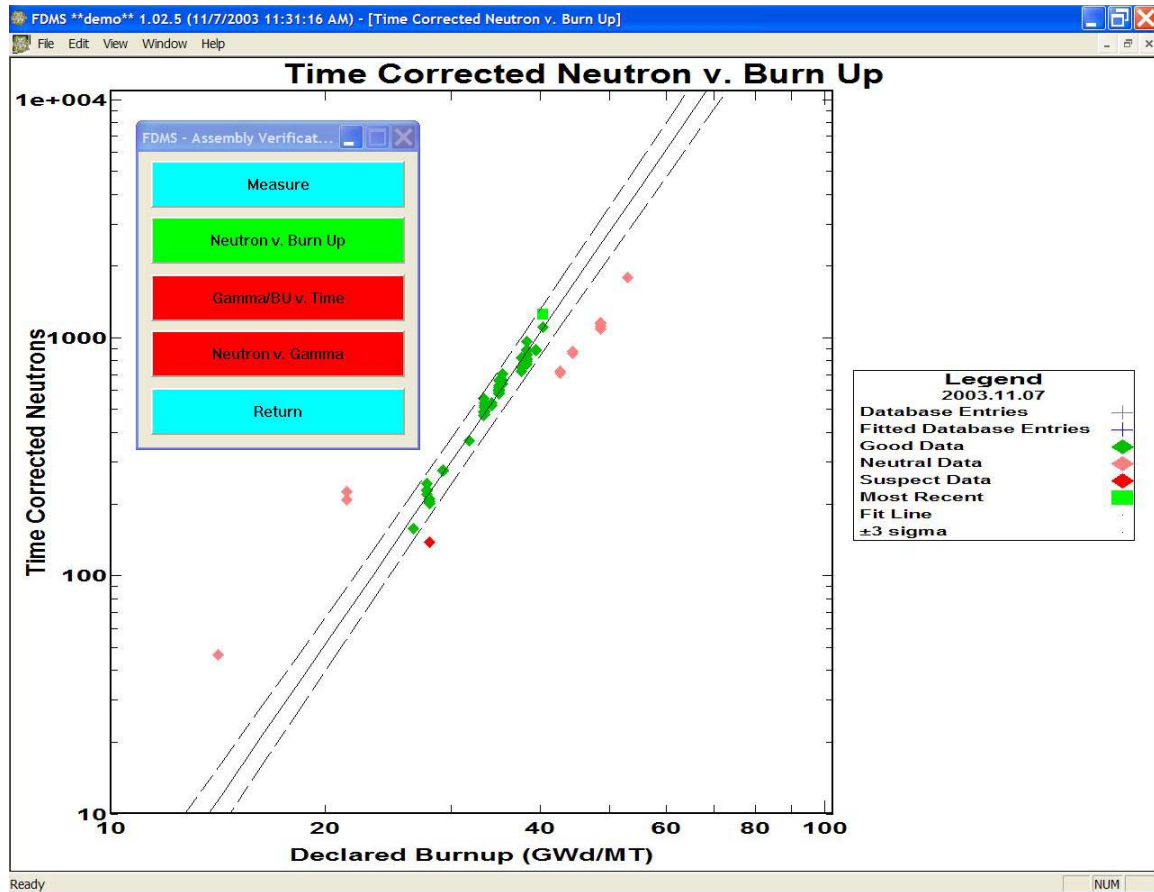 FDMS **demo** 1.02.5 (11/7/2003 11:31:16 AM) - [Time Corrected Neutron v. Burn Up]
File Edit View Window Help
Time Corrected Neutron v. Burn Up
1e+004
FDMS - Assembly Verificat...
Measure
Neutron v. Burn Up
Gamma/BU v. Time
Neutron v. Gamma
Return
Time Corrected Neutrons
1000
100
10
Legend
2003.11.07
Database Entries
Fitted Database Entries
Good Data
Neutral Data
Suspect Data
Most Recent
Fit Line
±3 sigma
10 20 40 60 80 100
Declared Burnup (GWd/MT)
Ready NUM